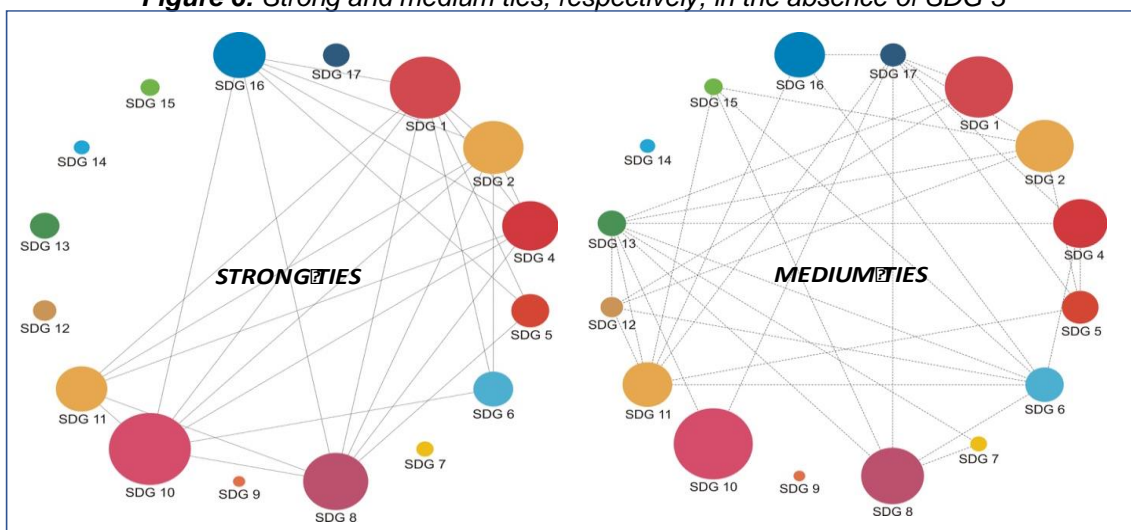 Figure Strong and medium ties, respectively, in the absence of SDG 3
SDG 16
SDG 17
SDG 15
SDG 1
SDG 14
SDG 2
SDG 13
SDG 4
STRONG⍰TIES
SDG 12
SDG 5
SDG 11
SDG 6
SDG 10
SDG 7
SDG 9
SDG 8
SDG 16
SDG 17
SDG 15
SDG 1
SDG 14
SDG 2
SDG 13
SDG 4
MEDIUM⍰TIES
SDG 12
SDG 5
SDG 11
SDG 6
SDG 10
SDG 7
SDG 9
SDG 8